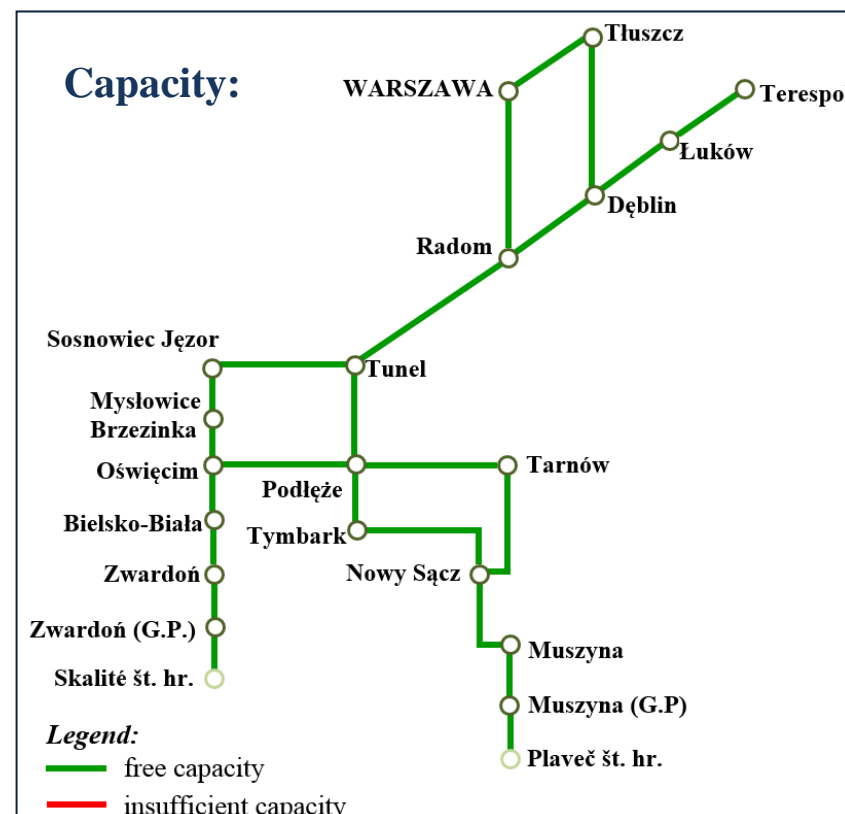 Capacity:
Tłuszcz
WARSZAWA
Terespo
Łuków
Dęblin
Radom
Sosnowiec Jęzor
Tunel
Mysłowice
Brzezinka
Oświęcim
Tarnów
Podłęże
Bielsko-Biała
Tymbark
Zwardoń
Nowy Sącz
Zwardoń (G.P.)
Muszyna
Skalité št. hr.
Muszyna (G.P)
Legend:
Plaveč št. hr.
free capacity
insufficient capacity